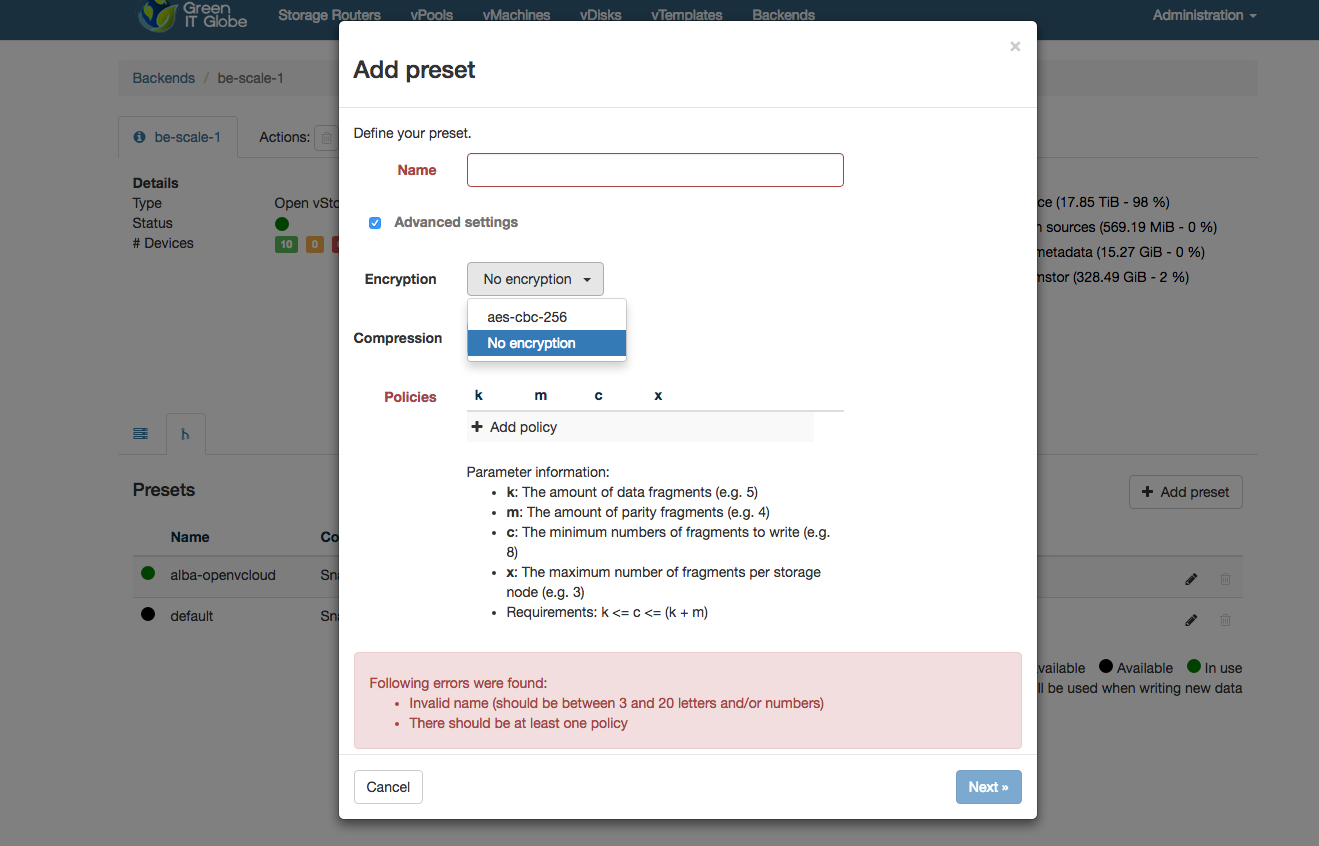 Green
IT Globe
Storage Routers vPools vMachines vDisks vTemplates Backends Administration
Backends / be-scale-1
be-scale-1 Actions:
Details
Type Open vSto
Status
# Devices 10 0
ce (17.85 TiB - 98 %)
n sources (569.19 MiB - 0 %)
metadata (15.27 GiB - 0 %)
mstor (328.49 GiB - 2 %)
Presets
+ Add preset
Name Co
alba-openvcloud Sna
default Sna
vailable Available In use
ll be used when writing new data
Add preset
×
Define your preset.
Name
Advanced settings
Encryption No encryption
aes-cbc-256
No encryption
Compression
Policies k m c x
+ Add policy
Parameter information:
• k: The amount of data fragments (e.g. 5)
• m: The amount of parity fragments (e.g. 4)
• c: The minimum numbers of fragments to write (e.g.
8)
• x: The maximum number of fragments per storage
node (e.g. 3)
• Requirements: k <= c <= (k + m)
Following errors were found:
• Invalid name (should be between 3 and 20 letters and/or numbers)
• There should be at least one policy
Cancel Next »